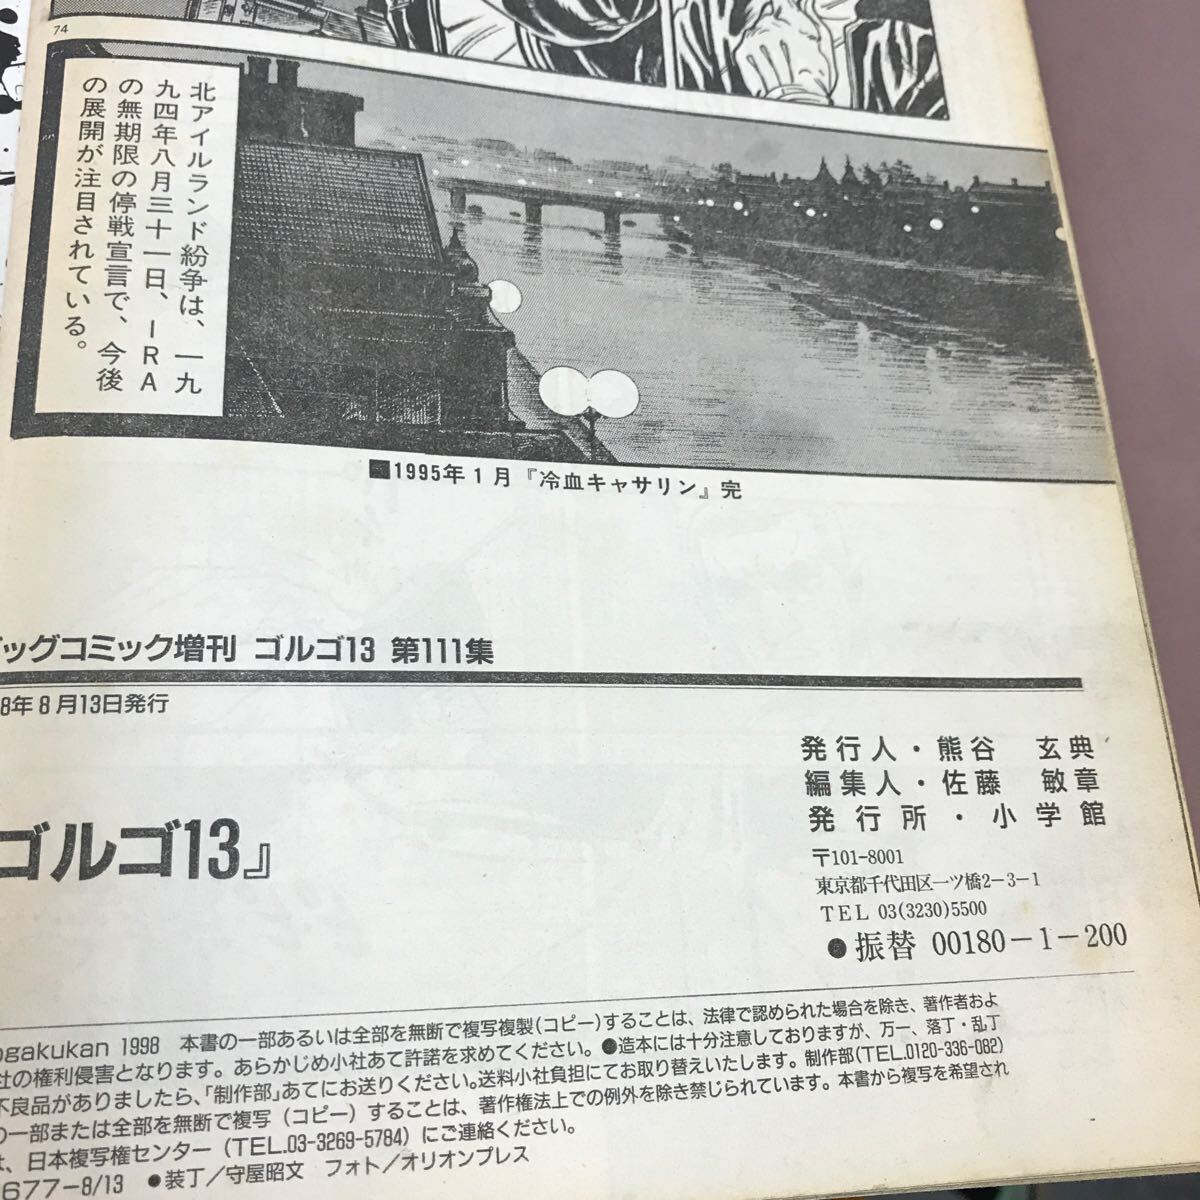 74
北アイルランド紛争は、一九
九四年八月三十一日、IRA
の無期限の停戦宣言で、今後
の展開が注目されている。
■1995年1月『冷血キャサリン』完
ッグコミック増刊 ゴルゴ13 第111集
8年8月13日発行
ゴルゴ13』
発行人・熊谷 玄典
編集人・佐藤 敏章
発行所・小学館
〒101-8001
東京都千代田区一ツ橋2-3-1
TEL 03(3230)5500
●振替 00180-1-200
ogakukan 1998 本書の一部あるいは全部を無断で複写複製(コピー)することは、法律で認められた場合を除き、著作者およ
社の権利侵害となります。あらかじめ小社あて許諾を求めてください。●造本には十分注意しておりますが、万一、落丁・乱丁
不良品がありましたら、「制作部」あてにお送りください。送料小社負担にてお取り替えいたします。制作部(TEL.0120-336-082)
の一部または全部を無断で複写(コピー)することは、著作権法上での例外を除き禁じられています。本書から複写を希望され
は、日本複写権センター(TEL.03-3269-5784)にご連絡ください。
677-8/13 ●装丁/守屋昭文 フォト/オリオンプレス